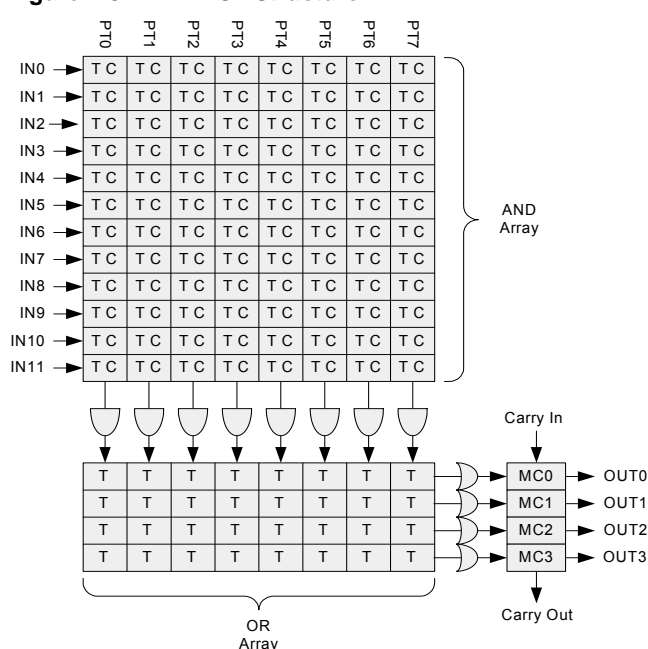 PT0 PT1 PT2 PT3 PT4 PT5 PT6 PT7
IN0 T C T C T C T C T C T C T C T C
IN1 T C T C T C T C T C T C T C T C
IN2 T C T C T C T C T C T C T C T C
IN3 T C T C T C T C T C T C T C T C
IN4 T C T C T C T C T C T C T C T C
IN5 T C T C T C T C T C T C T C T C
IN6 T C T C T C T C T C T C T C T C
IN7 T C T C T C T C T C T C T C T C
IN8 T C T C T C T C T C T C T C T C
IN9 T C T C T C T C T C T C T C T C
IN10 T C T C T C T C T C T C T C T C
IN11 T C T C T C T C T C T C T C T C
AND
Array
Carry In
T T T T T T T T MC0 OUT0
T T T T T T T T MC1 OUT1
T T T T T T T T MC2 OUT2
T T T T T T T T MC3 OUT3
Carry Out
OR
Array